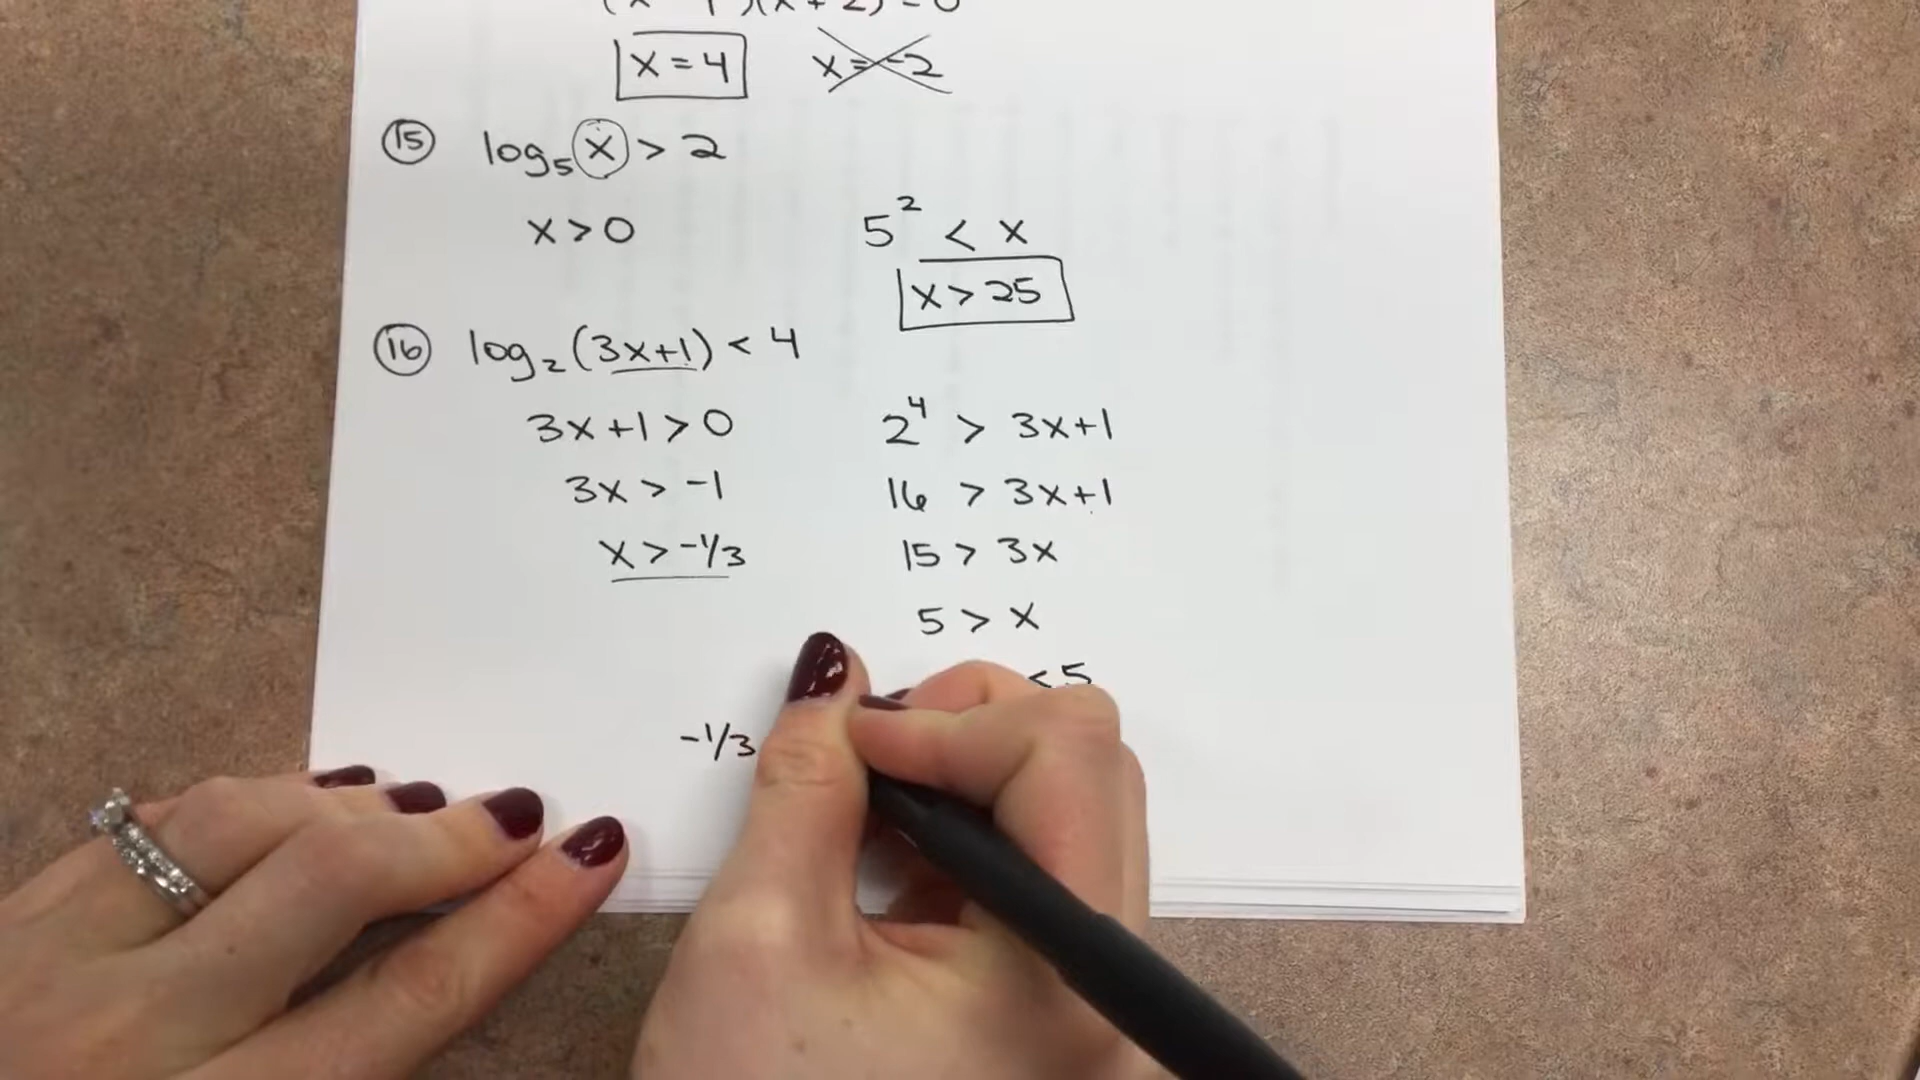 x = 4 x = -2
15 log₅ x > 2
x > 0
5² < x
x > 25
16 log₂ (3x+1) < 4
3x+1 > 0
3x > -1
x > -1/3
2⁴ > 3x+1
16 > 3x+1
15 > 3x
5 > x
< 5
-1/3